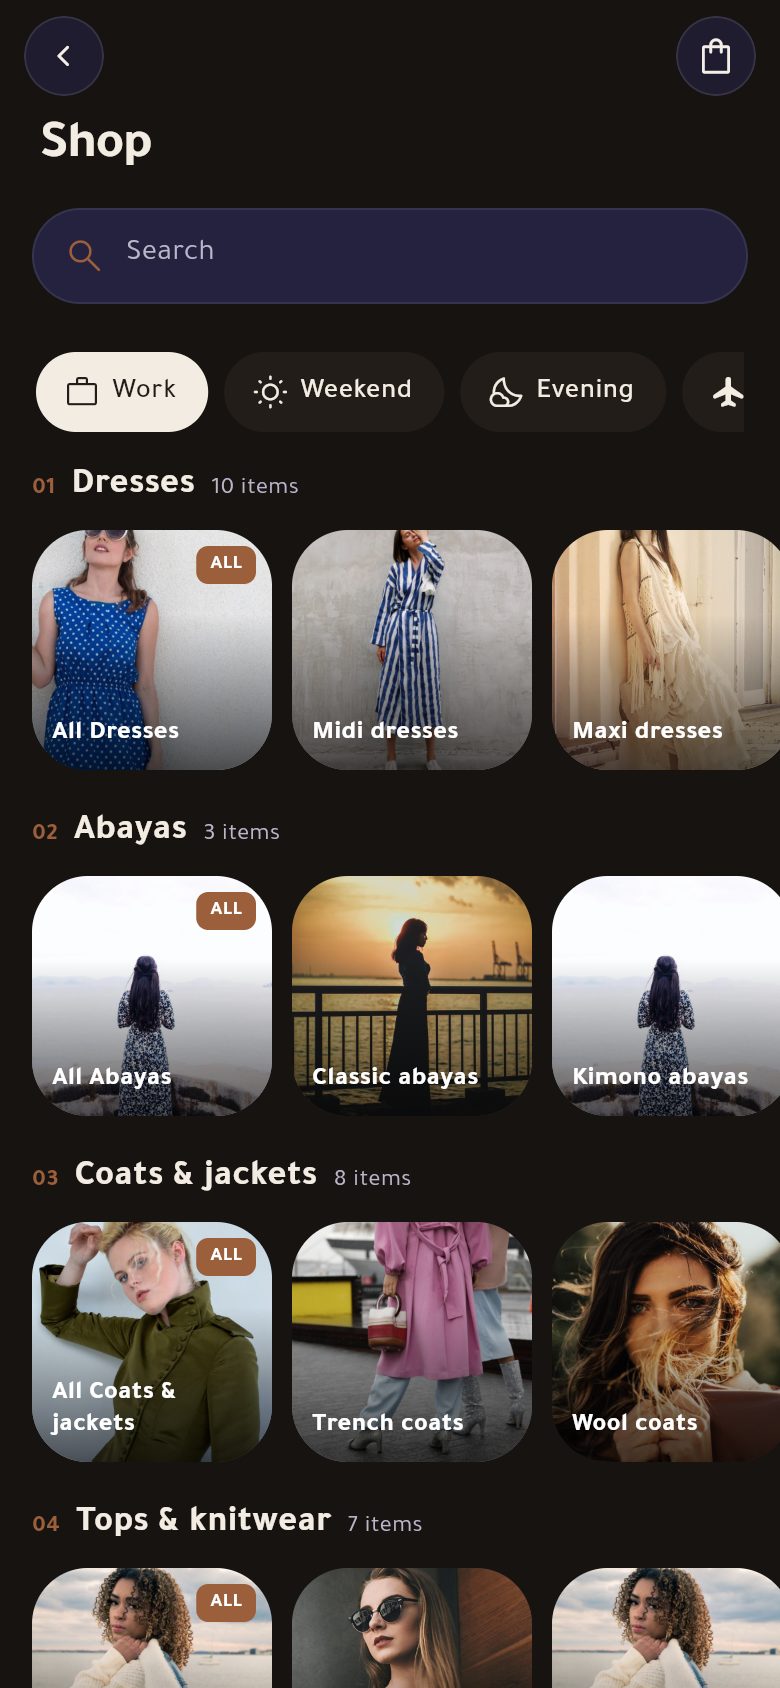 Shop
Search
Work
Weekend
Evening
01 Dresses 10 items
ALL
All Dresses
Midi dresses
Maxi dresses
02 Abayas 3 items
ALL
All Abayas
Classic abayas
Kimono abayas
03 Coats & jackets 8 items
ALL
All Coats &
jackets
Trench coats
Wool coats
04 Tops & knitwear 7 items
ALL